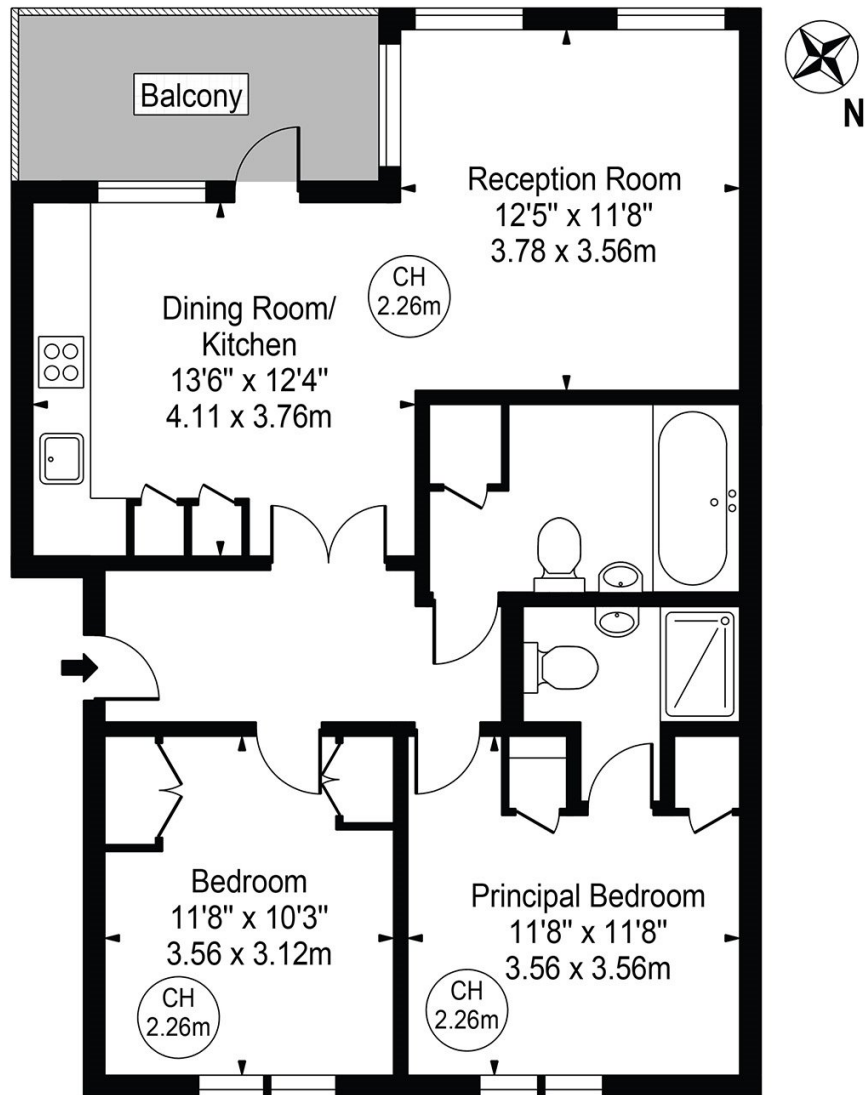 Balcony
N
Reception Room
12'5" x 11'8"
3.78 x 3.56m
CH
2.26m
Dining Room/
Kitchen
13'6" x 12'4"
4.11 x 3.76m
Bedroom
11'8" x 10'3"
3.56 x 3.12m
CH
2.26m
Principal Bedroom
11'8" x 11'8"
3.56 x 3.56m
CH
2.26m